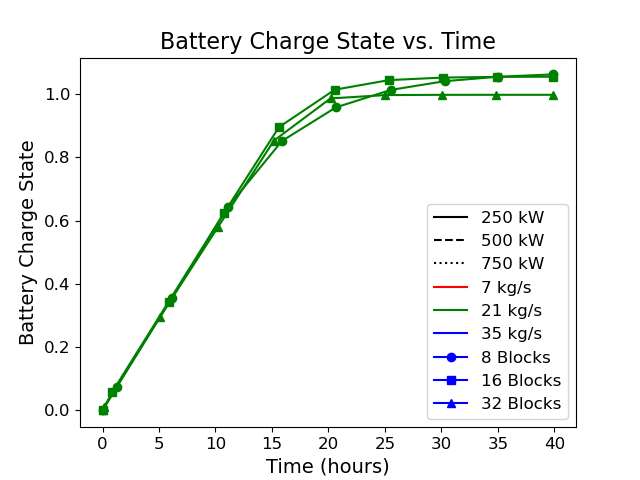 Battery Charge State vs. Time
Battery Charge State
1.0
0.8
0.6
0.4
0.2
0.0
0 5 10 15 20 25 30 35 40
Time (hours)
250 kW
500 kW
750 kW
7 kg/s
21 kg/s
35 kg/s
8 Blocks
16 Blocks
32 Blocks